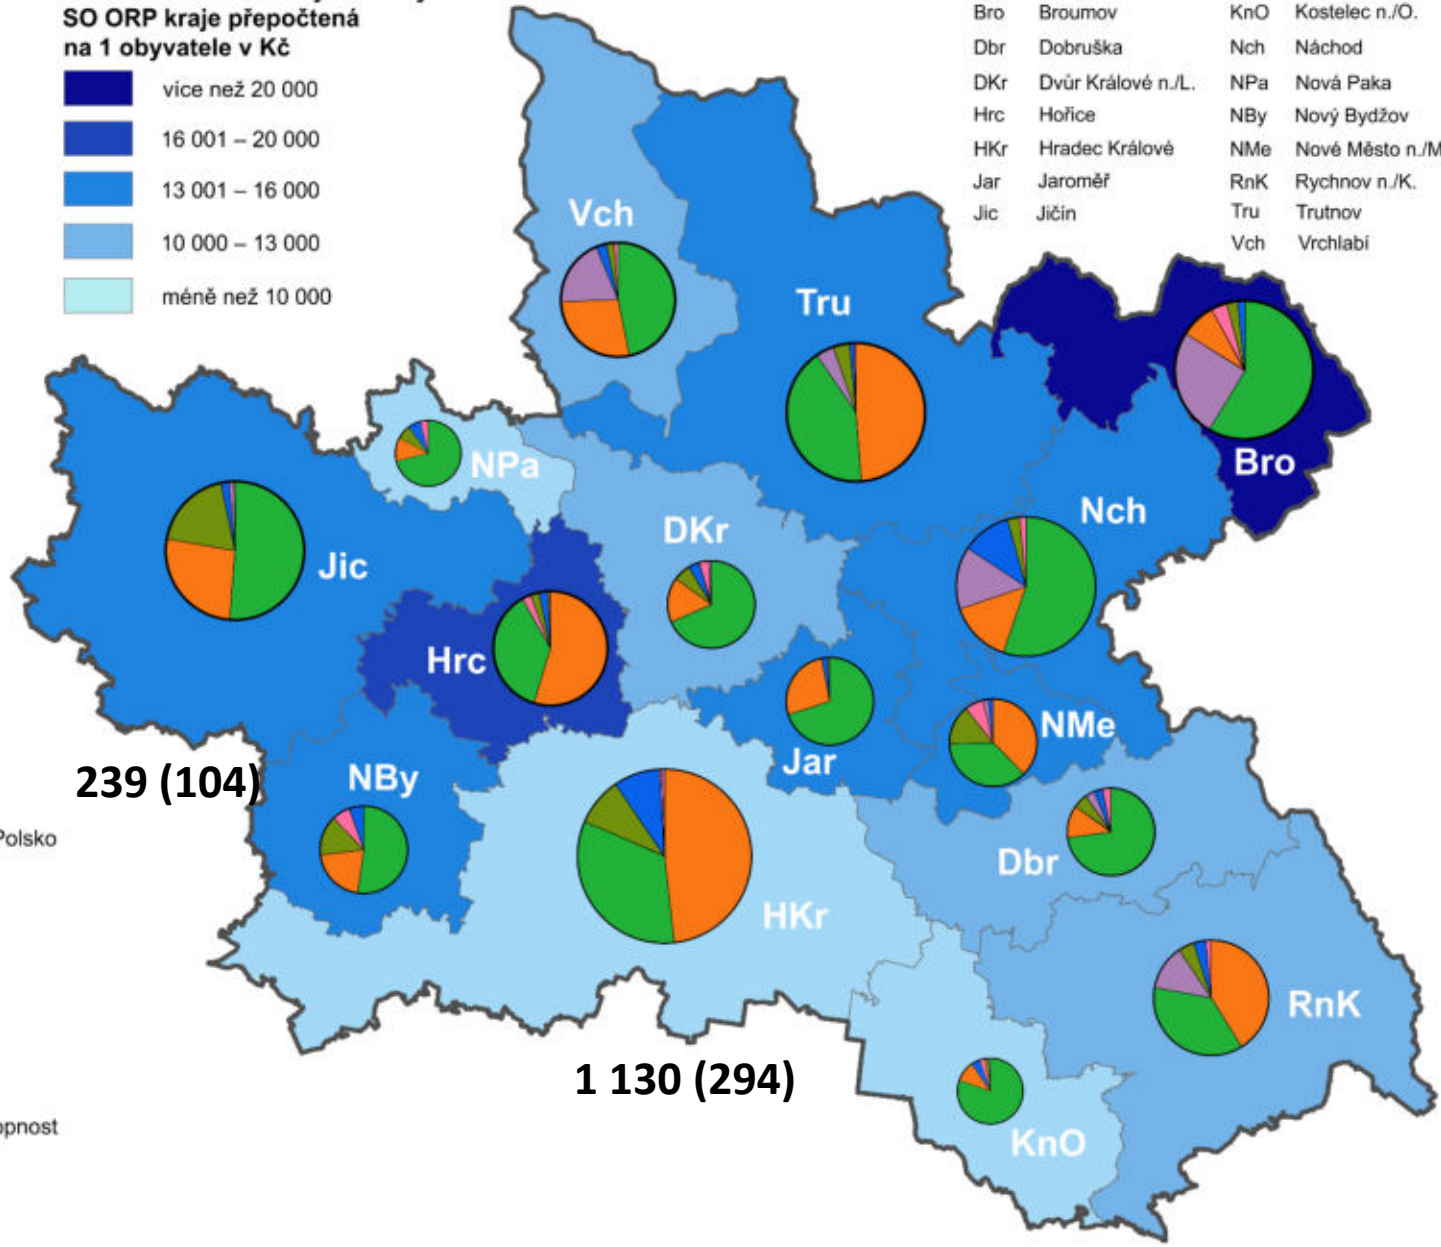 SO ORP kraje přepočtená
na 1 obyvatele v Kč
více než 20 000
16 001 – 20 000
13 001 – 16 000
10 000 – 13 000
méně než 10 000
Bro Broumov
Dbr Dobruška
DKr Dvůr Králové n./L.
Hrc Hořice
HKr Hradec Králové
Jar Jaroměř
Jic Jičín
KnO Kostelec n./O.
Nch Náchod
NPa Nová Paka
NBy Nový Bydžov
NMe Nové Město n./M
RnK Rychnov n./K.
Tru Trutnov
Vch Vrchlabí
Vch
Tru
Bro
NPa
Nch
DKr
Jic
Hrc
NMe
Jar
239 (104)
NBy
Polsko
Dbr
HKr
RnK
1 130 (294)
opnost
KnO